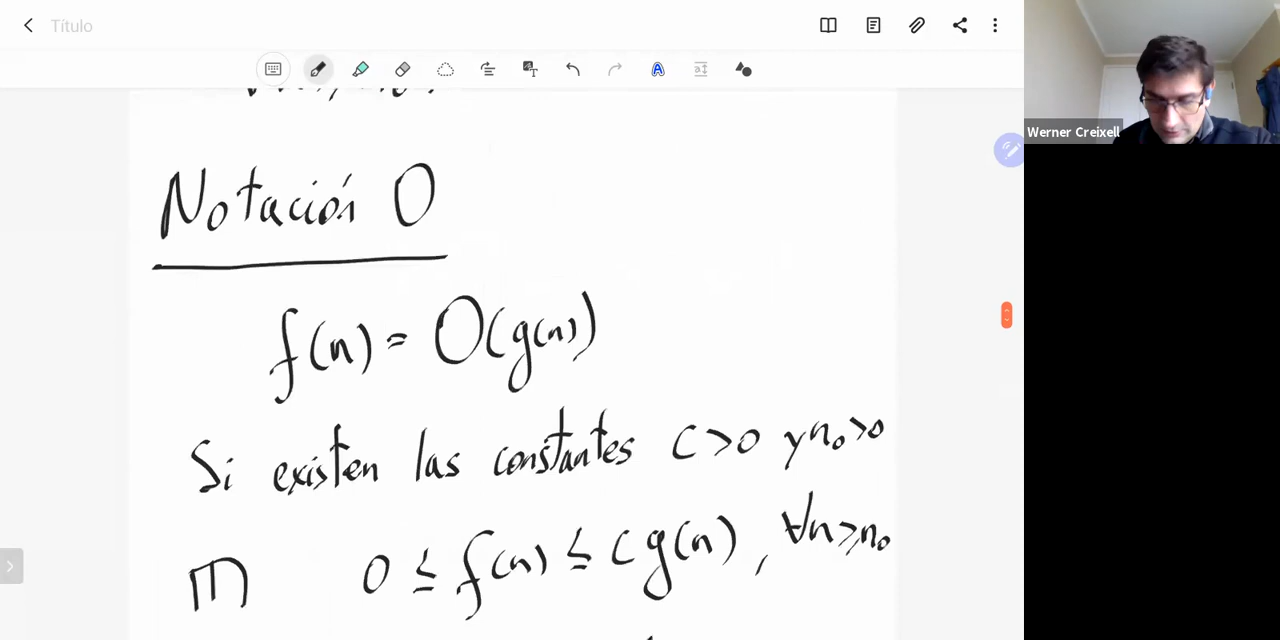 Título
Werner Creixell
Notación O
f(n) = O(g(n))
Si existen las constantes C>0 y n₀>0
0 ≤ f(n) ≤ c g(n), ∀n≥n₀